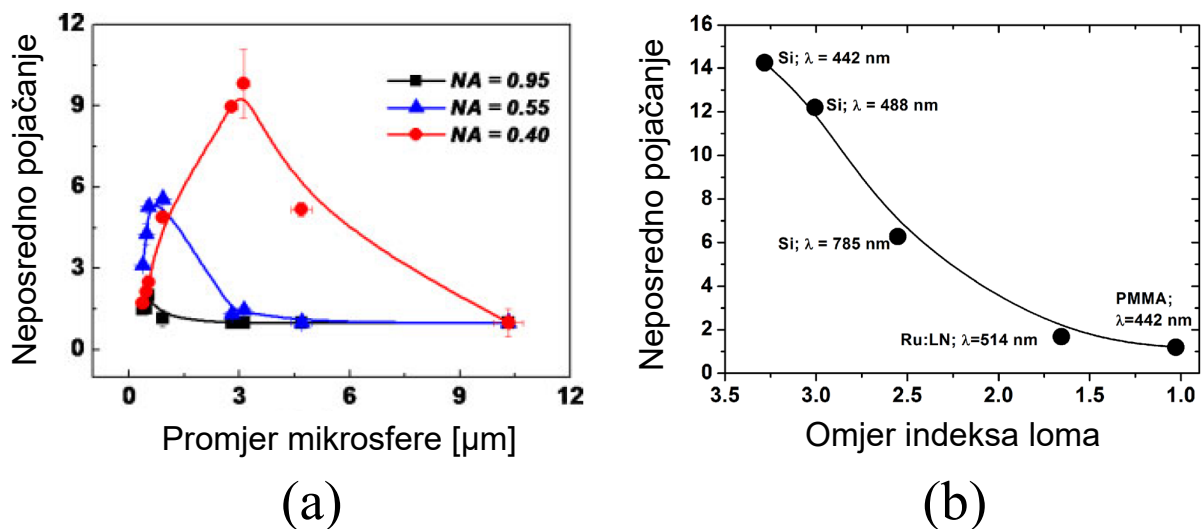 Neposredno pojačanje
12
9
6
3
0
NA = 0.95
NA = 0.55
NA = 0.40
0 3 6 9 12
Promjer mikrosfere [µm]
(a)
Neposredno pojačanje
16
14
12
10
8
6
4
2
0
Si; λ = 442 nm
Si; λ = 488 nm
Si; λ = 785 nm
Ru:LN; λ=514 nm
PMMA;
λ=442 nm
3.5 3.0 2.5 2.0 1.5 1.0
Omjer indeksa loma
(b)